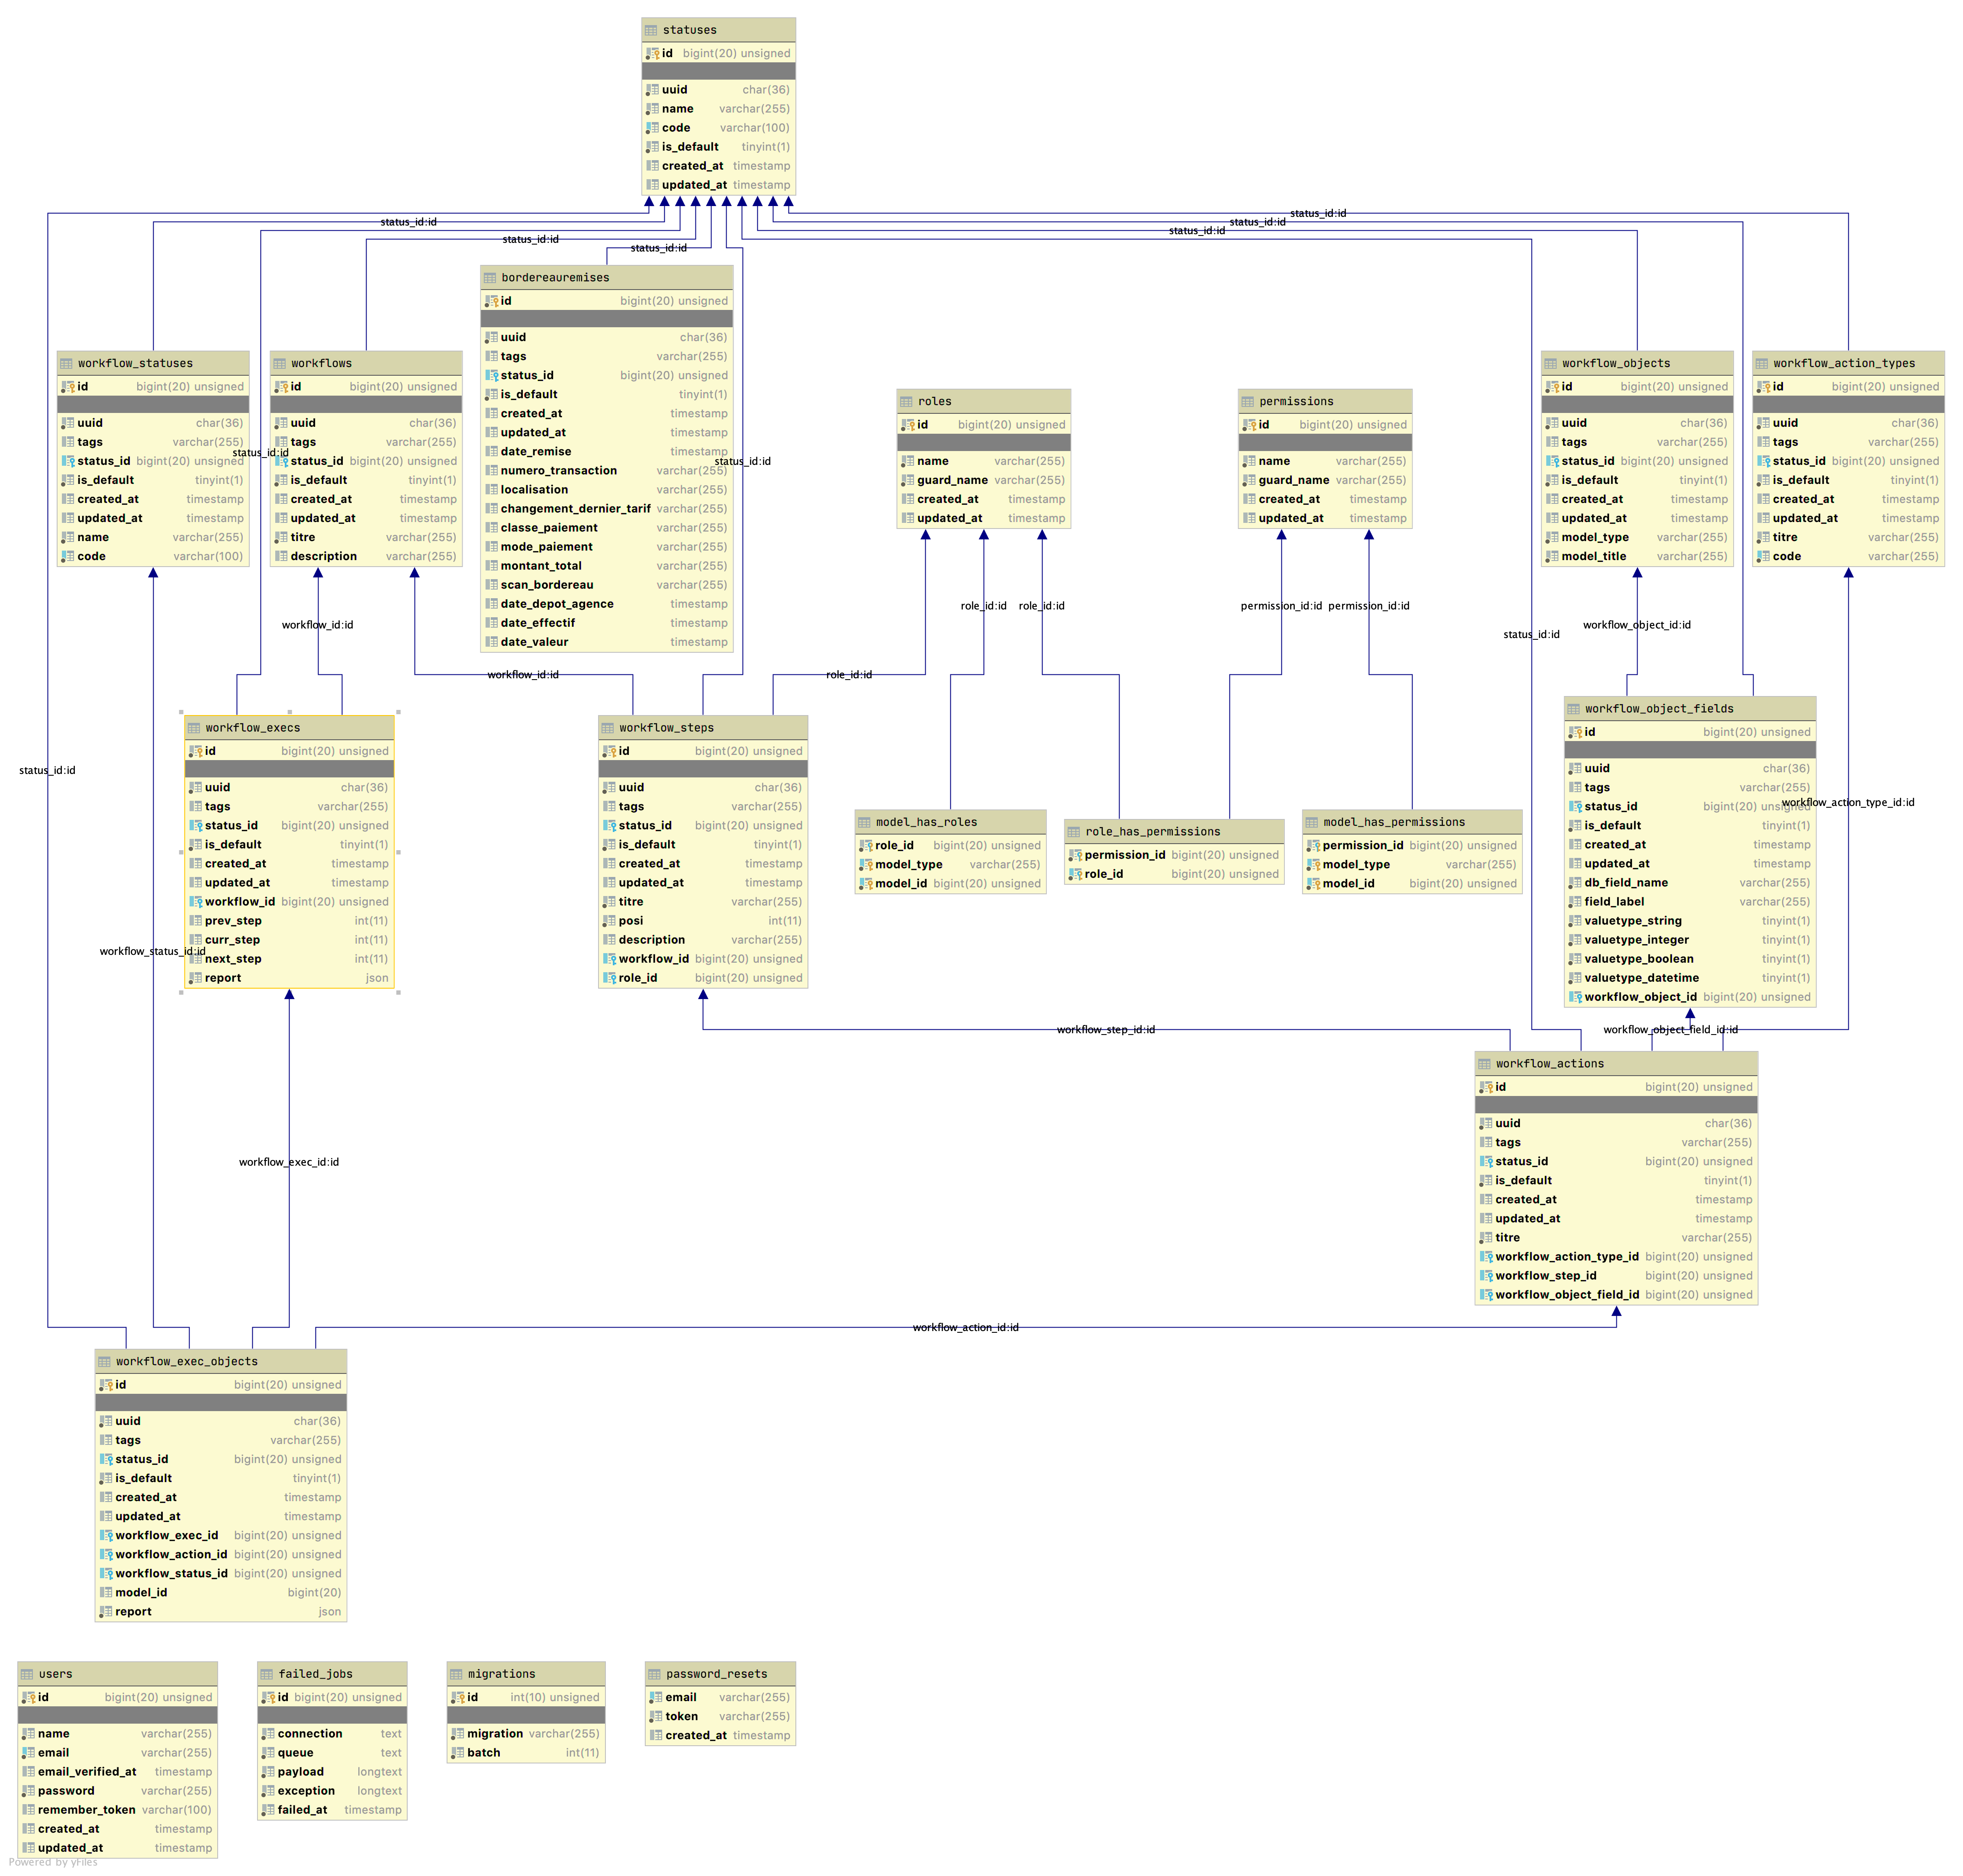 statuses
id bigint(20) unsigned
uuid char(36)
name varchar(255)
code varchar(100)
is_default tinyint(1)
created_at timestamp
updated_at timestamp
status_id:id
status_id:id
status_id:id
status_id:id
status_id:id
status_id:id
bordereauremises
id bigint(20) unsigned
uuid char(36)
tags varchar(255)
status_id bigint(20) unsigned
is_default tinyint(1)
created_at timestamp
updated_at timestamp
date_remise timestamp
numero_transaction varchar(255)
localisation varchar(255)
changement_dernier_tarif varchar(255)
classe_paiement varchar(255)
mode_paiement varchar(255)
montant_total varchar(255)
scan_bordereau varchar(255)
date_depot_agence timestamp
date_effectif timestamp
date_valeur timestamp
workflow_statuses
id bigint(20) unsigned
uuid char(36)
tags varchar(255)
status_id bigint(20) unsigned
is_default tinyint(1)
created_at timestamp
updated_at timestamp
name varchar(255)
code varchar(100)
status_id:id
workflows
id bigint(20) unsigned
uuid char(36)
tags varchar(255)
status_id bigint(20) unsigned
is_default tinyint(1)
created_at timestamp
updated_at timestamp
titre varchar(255)
description varchar(255)
status_id:id
roles
id bigint(20) unsigned
name varchar(255)
guard_name varchar(255)
created_at timestamp
updated_at timestamp
permissions
id bigint(20) unsigned
name varchar(255)
guard_name varchar(255)
created_at timestamp
updated_at timestamp
workflow_objects
id bigint(20) unsigned
uuid char(36)
tags varchar(255)
status_id bigint(20) unsigned
is_default tinyint(1)
created_at timestamp
updated_at timestamp
model_type varchar(255)
model_title varchar(255)
workflow_action_types
id bigint(20) unsigned
uuid char(36)
tags varchar(255)
status_id bigint(20) unsigned
is_default tinyint(1)
created_at timestamp
updated_at timestamp
titre varchar(255)
code varchar(255)
workflow_id:id
role_id:id
role_id:id
permission_id:id
permission_id:id
workflow_object_id:id
status_id:id
workflow_id:id
role_id:id
status_id:id
workflow_execs
id bigint(20) unsigned
uuid char(36)
tags varchar(255)
status_id bigint(20) unsigned
is_default tinyint(1)
created_at timestamp
updated_at timestamp
workflow_id bigint(20) unsigned
prev_step int(11)
curr_step int(11)
next_step int(11)
report json
workflow_status_id:id
workflow_steps
id bigint(20) unsigned
uuid char(36)
tags varchar(255)
status_id bigint(20) unsigned
is_default tinyint(1)
created_at timestamp
updated_at timestamp
titre varchar(255)
posi int(11)
description varchar(255)
workflow_id bigint(20) unsigned
role_id bigint(20) unsigned
model_has_roles
role_id bigint(20) unsigned
model_type varchar(255)
model_id bigint(20) unsigned
role_has_permissions
permission_id bigint(20) unsigned
role_id bigint(20) unsigned
model_has_permissions
permission_id bigint(20) unsigned
model_type varchar(255)
model_id bigint(20) unsigned
workflow_object_fields
id bigint(20) unsigned
uuid char(36)
tags varchar(255)
status_id bigint(20) unsigned
is_default tinyint(1)
created_at timestamp
updated_at timestamp
db_field_name varchar(255)
field_label varchar(255)
valuetype_string tinyint(1)
valuetype_integer tinyint(1)
valuetype_boolean tinyint(1)
valuetype_datetime tinyint(1)
workflow_object_id bigint(20) unsigned
workflow_action_type_id:id
workflow_step_id:id
workflow_object_field_id:id
workflow_actions
id bigint(20) unsigned
uuid char(36)
tags varchar(255)
status_id bigint(20) unsigned
is_default tinyint(1)
created_at timestamp
updated_at timestamp
titre varchar(255)
workflow_action_type_id bigint(20) unsigned
workflow_step_id bigint(20) unsigned
workflow_object_field_id bigint(20) unsigned
workflow_exec_id:id
workflow_action_id:id
workflow_exec_objects
id bigint(20) unsigned
uuid char(36)
tags varchar(255)
status_id bigint(20) unsigned
is_default tinyint(1)
created_at timestamp
updated_at timestamp
workflow_exec_id bigint(20) unsigned
workflow_action_id bigint(20) unsigned
workflow_status_id bigint(20) unsigned
model_id bigint(20)
report json
users
id bigint(20) unsigned
name varchar(255)
email varchar(255)
email_verified_at timestamp
password varchar(255)
remember_token varchar(100)
created_at timestamp
updated_at timestamp
failed_jobs
id bigint(20) unsigned
connection text
queue text
payload longtext
exception longtext
failed_at timestamp
migrations
id int(10) unsigned
migration varchar(255)
batch int(11)
password_resets
email varchar(255)
token varchar(255)
created_at timestamp
Powered by yFiles